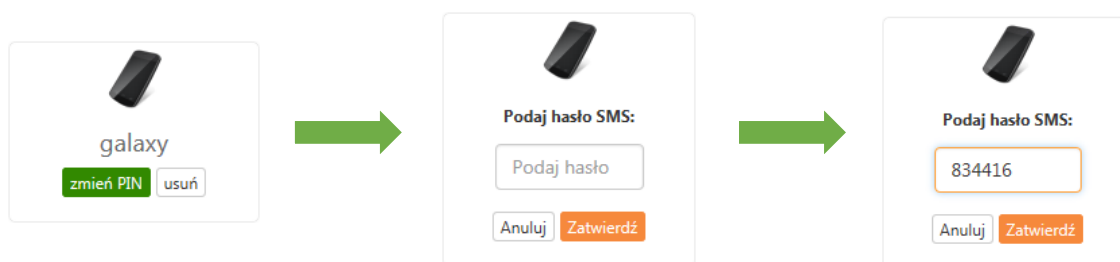 galaxy
zmień PIN usuń
Podaj hasło SMS:
Podaj hasło
Anuluj Zatwierdź
Podaj hasło SMS:
834416
Anuluj Zatwierdź